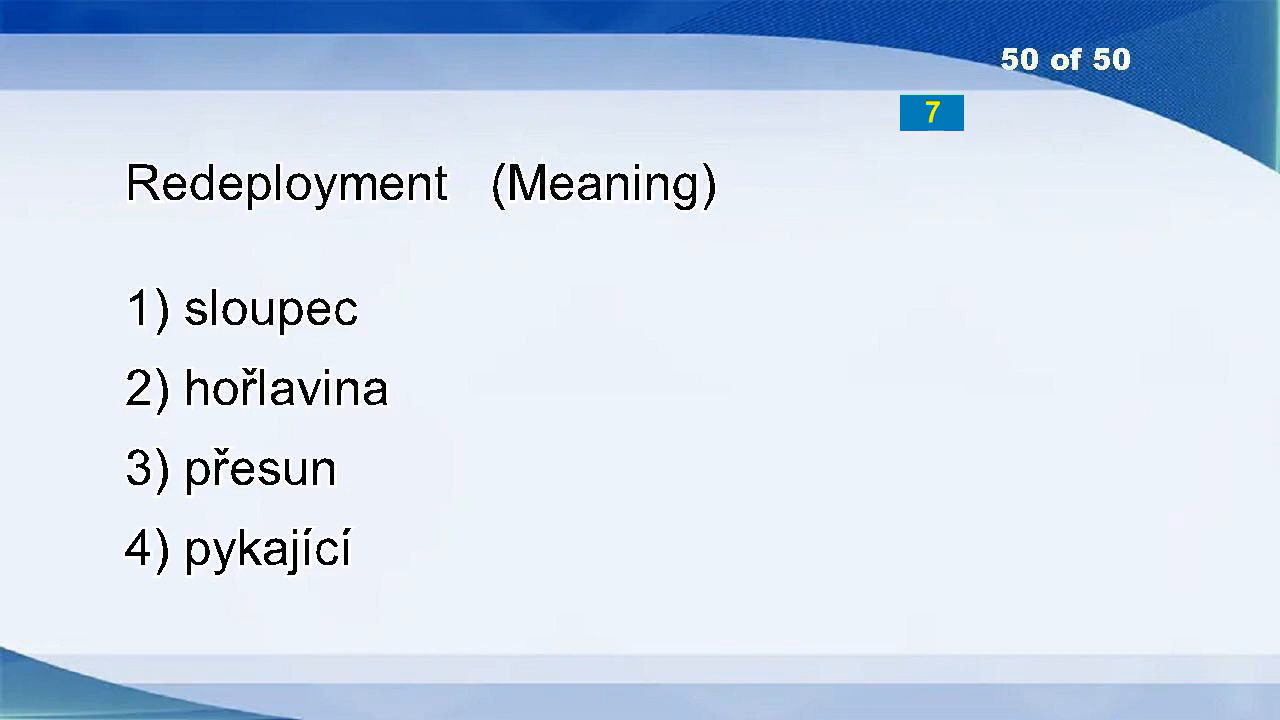 50 of 50
7
Redeployment (Meaning)
1) sloupec
2) hořlavina
3) přesun
4) pykající